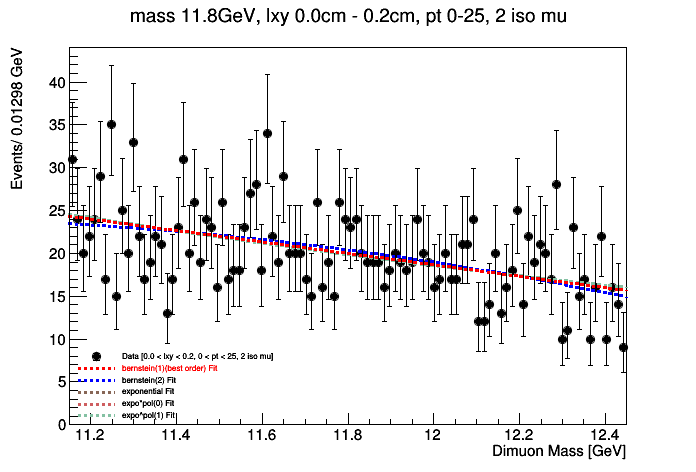 mass 11.8GeV, lxy 0.0cm - 0.2cm, pt 0-25, 2 iso mu
Events/ 0.01298 GeV
40
35
30
25
20
15
10
5
0
Data [0.0 < lxy < 0.2, 0 < pt < 25, 2 iso mu]
bernstein(1)(best order) Fit
bernstein(2) Fit
exponential Fit
expo*pol(0) Fit
expo*pol(1) Fit
11.2 11.4 11.6 11.8 12 12.2 12.4
Dimuon Mass [GeV]